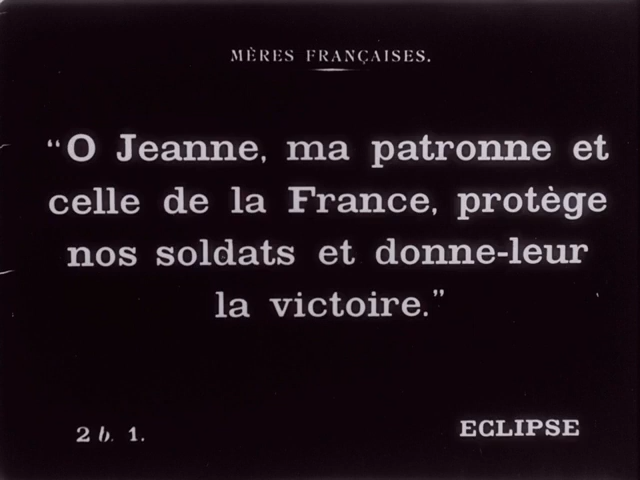 MÈRES FRANÇAISES.
"O Jeanne, ma patronne et
celle de la France, protège
nos soldats et donne-leur
la victoire."
2 b. 1.
ECLIPSE